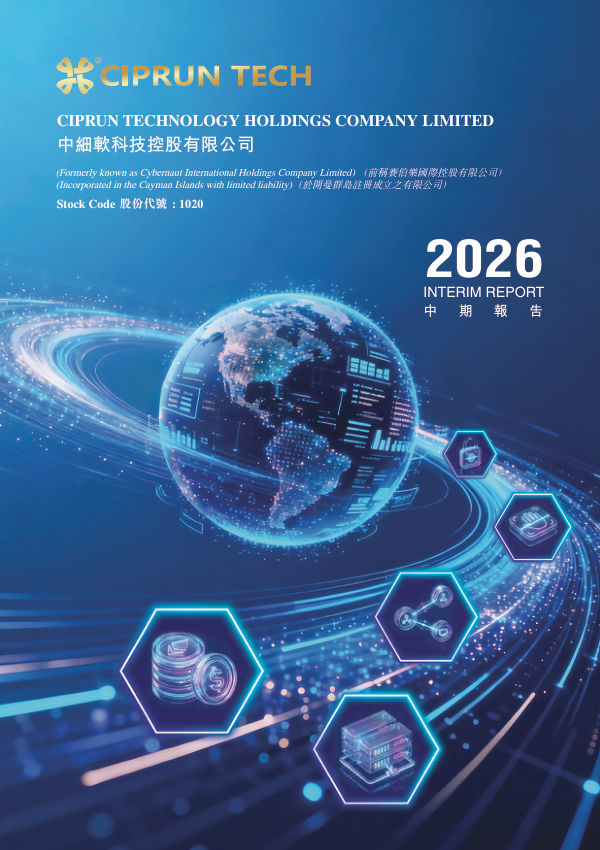 CIPRUN TECH®
CIPRUN TECHNOLOGY HOLDINGS COMPANY LIMITED
中細軟科技控股有限公司
(Formerly known as Cybernaut International Holdings Company Limited) （前稱賽伯樂國際控股有限公司）
(Incorporated in the Cayman Islands with limited liability)（於開曼群島註冊成立之有限公司）
Stock Code 股份代號 : 1020
2026
INTERIM REPORT
中期報告
$